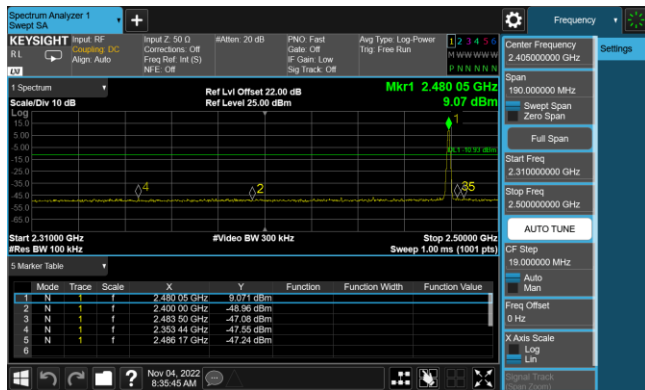 Spectrum Analyzer 1
Swept SA
+
Frequency
KEYSIGHT Input: RF Input Z: 50 Ω #Atten: 20 dB PNO: Fast Avg Type: Log-Power 1 2 3 4 5 6
RL Coupling: DC Corrections: Off Gate: Off Trig: Free Run M W W W W W
Align: Auto Freq Ref: Int (S) IF Gain: Low P N N N N N
NFE: Off Sig Track: Off
LXI
1 Spectrum
Ref Lvl Offset 22.00 dB Mkr1 2.480 05 GHz
Scale/Div 10 dB Ref Level 25.00 dBm 9.07 dBm
Log
15.0
5.00
-5.00
DL1 -10.93 dBm
-15.0
-25.0
-35.0
-45.0
-55.0
-65.0
1
4
2
3 5
Start 2.31000 GHz #Video BW 300 kHz Stop 2.50000 GHz
#Res BW 100 kHz Sweep 1.00 ms (1001 pts)
5 Marker Table
Mode Trace Scale X Y Function Function Width Function Value
1 N 1 f 2.480 05 GHz 9.071 dBm
2 N 1 f 2.400 00 GHz -48.96 dBm
3 N 1 f 2.483 50 GHz -47.08 dBm
4 N 1 f 2.353 44 GHz -47.55 dBm
5 N 1 f 2.486 17 GHz -47.24 dBm
6
?
Nov 04, 2022
8:35:45 AM
Center Frequency
2.405000000 GHz
Settings
Span
190.000000 MHz
Swept Span
Zero Span
Full Span
Start Freq
2.310000000 GHz
Stop Freq
2.500000000 GHz
AUTO TUNE
CF Step
19.000000 MHz
Auto
Man
Freq Offset
0 Hz
X Axis Scale
Log
Lin
Signal Track
(Span Zoom)